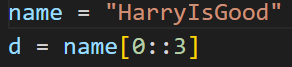 name = "HarryIsGood"
d = name[0::3]